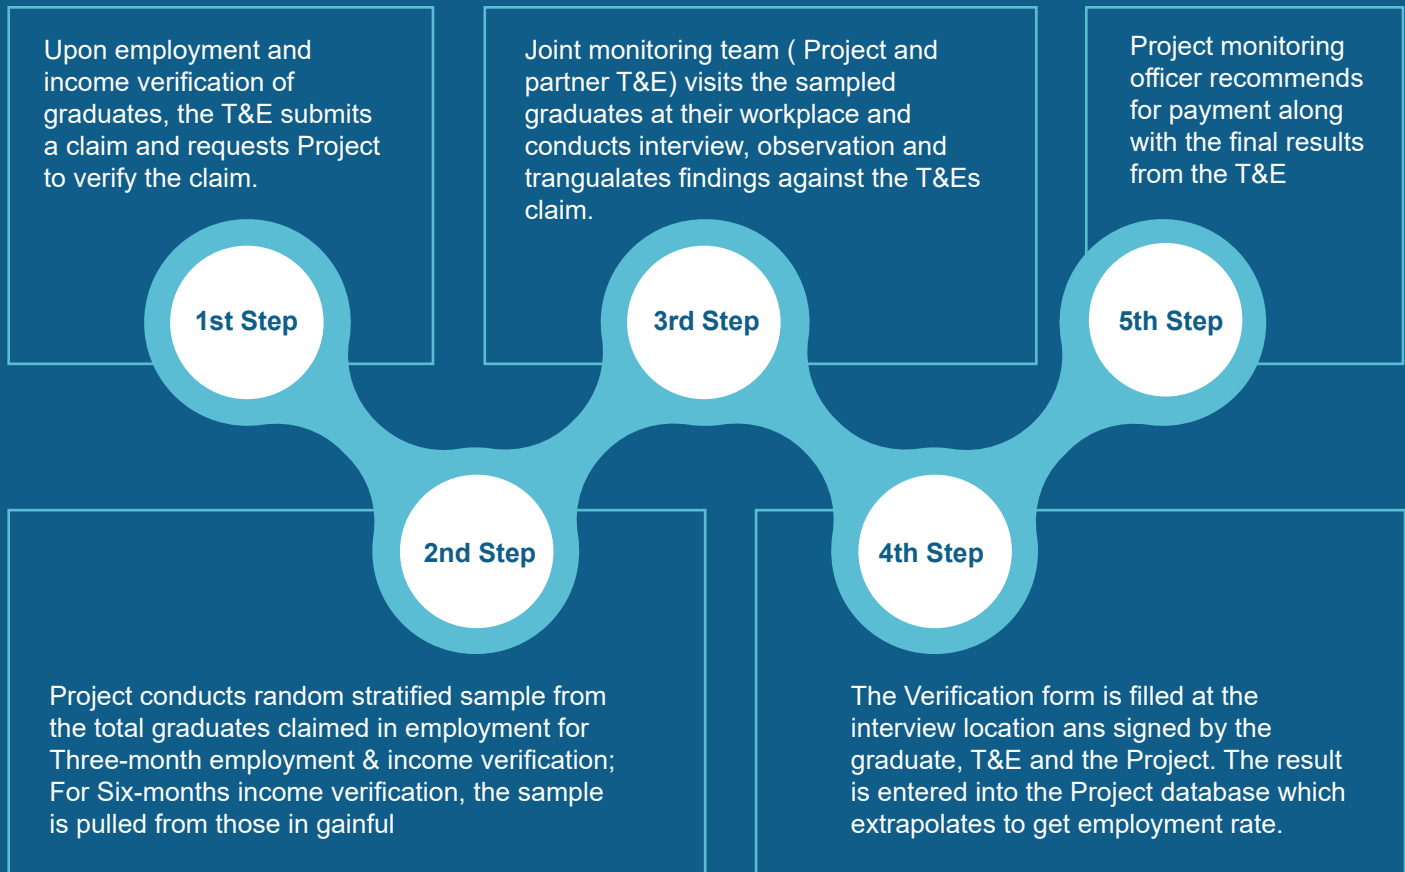 Upon employment and
income verification of
graduates, the T&E submits
a claim and requests Project
to verify the claim.
1st Step
Project conducts random stratified sample from
the total graduates claimed in employment for
Three-month employment & income verification;
For Six-months income verification, the sample
is pulled from those in gainful
2nd Step
Joint monitoring team ( Project and
partner T&E) visits the sampled
graduates at their workplace and
conducts interview, observation and
trangualates findings against the T&Es
claim.
3rd Step
The Verification form is filled at the
interview location ans signed by the
graduate, T&E and the Project. The result
is entered into the Project database which
extrapolates to get employment rate.
4th Step
Project monitoring
officer recommends
for payment along
with the final results
from the T&E
5th Step